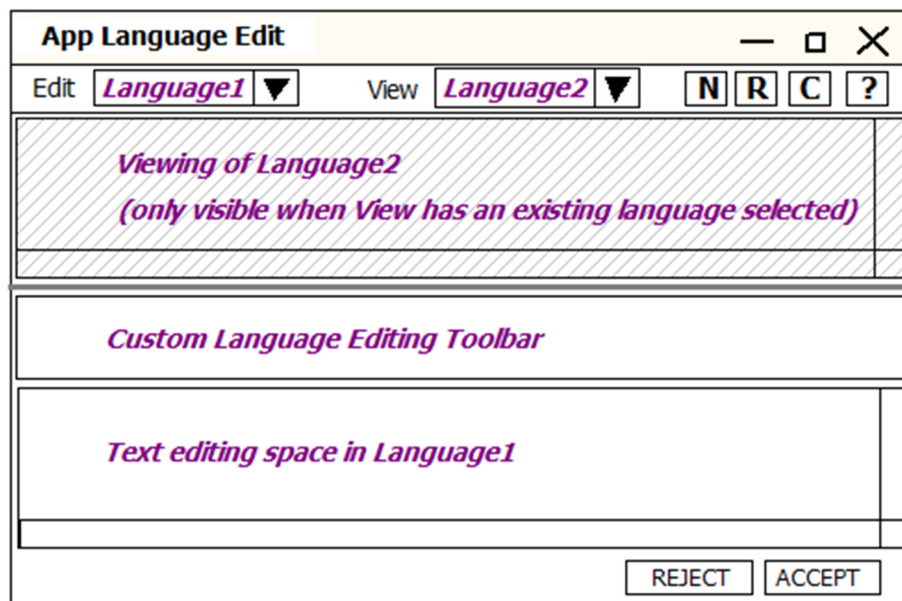 App Language Edit
Edit Language1 View Language2 N R C ?
Viewing of Language2
(only visible when View has an existing language selected)
Custom Language Editing Toolbar
Text editing space in Language1
REJECT ACCEPT